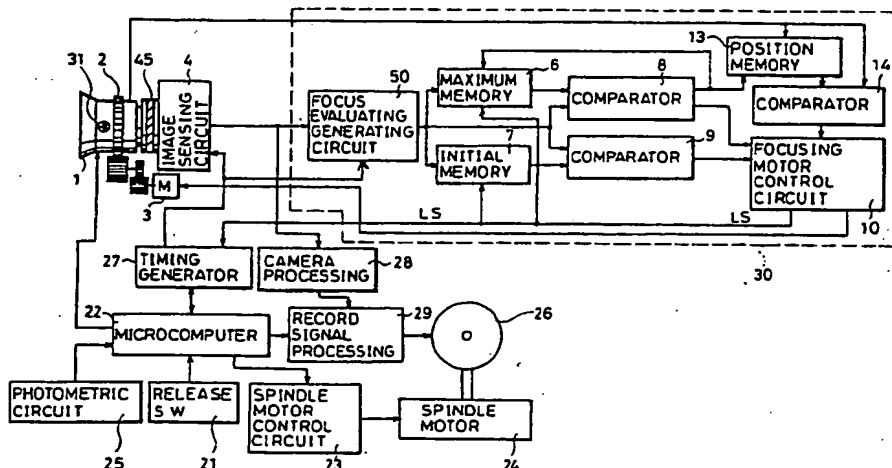 31
2
45
4
IMAGE SENSING CIRCUIT
1
M
3
50
FOCUS
EVALUATING
GENERATING
CIRCUIT
MAXIMUM
MEMORY
6
INITIAL
MEMORY
7
8
COMPARATOR
COMPARATOR
9
13
POSITION
MEMORY
14
COMPARATOR
FOCUSING
MOTOR
CONTROL
CIRCUIT
10
LS
LS
30
27
TIMING
GENERATOR
CAMERA
PROCESSING
28
22
MICROCOMPUTER
RECORD
SIGNAL
PROCESSING
29
26
PHOTOMETRIC
CIRCUIT
25
RELEASE
SW
21
SPINDLE
MOTOR
CONTROL
CIRCUIT
23
SPINDLE
MOTOR
24